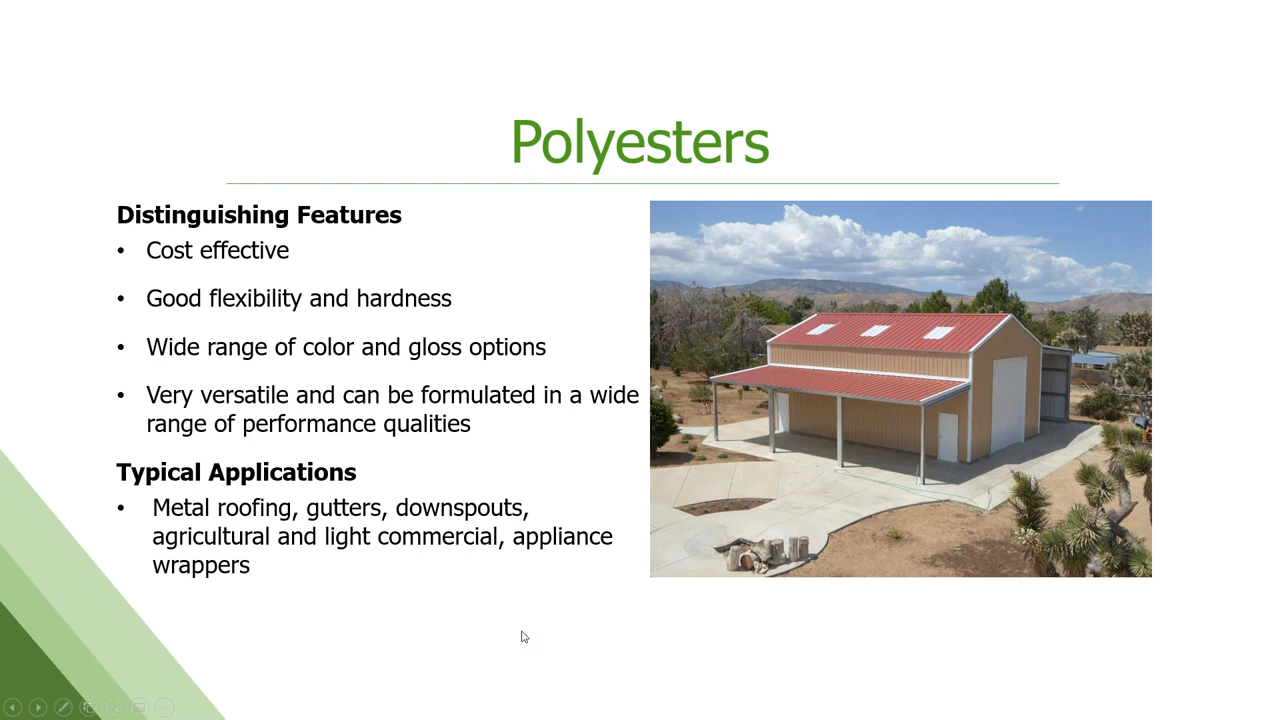 Polyesters
Distinguishing Features
• Cost effective
• Good flexibility and hardness
• Wide range of color and gloss options
• Very versatile and can be formulated in a wide
range of performance qualities
Typical Applications
• Metal roofing, gutters, downspouts,
agricultural and light commercial, appliance
wrappers